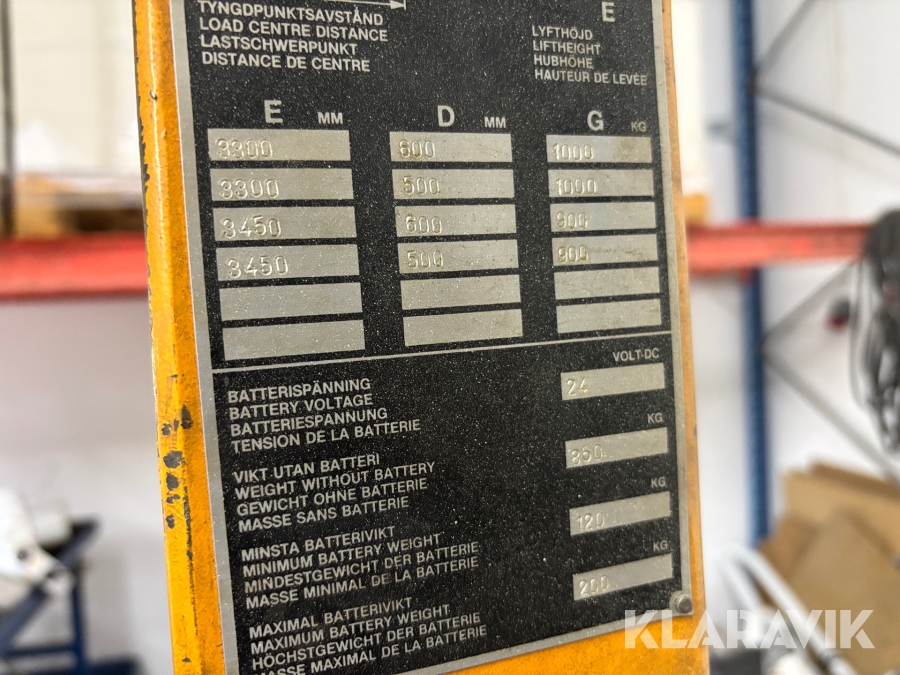 TYNGDPUNKTSAVSTÅND
LOAD CENTRE DISTANCE
LASTSCHWERPUNKT
DISTANCE DE CENTRE
E
LYFTHÖJD
LIFTHEIGHT
HUBHÖHE
HAUTEUR DE LEVÉE
E MM D MM G KG
3300 600 1000
3300 500 1000
3450 600 900
3450 500 900
VOLT-DC
BATTERISPÄNNING
BATTERY VOLTAGE
BATTERIESPANNUNG
TENSION DE LA BATTERIE
24
KG
VIKT UTAN BATTERI
WEIGHT WITHOUT BATTERY
GEWICHT OHNE BATTERIE
MASSE SANS BATTERIE
KG
MINSTA BATTERIVIKT
MINIMUM BATTERY WEIGHT
MINDESTGEWICHT DER BATTERIE
MASSE MINIMAL DE LA BATTERIE
120
KG
MAXIMAL BATTERIVIKT
MAXIMUM BATTERY WEIGHT
HÖCHSTGEWICHT DER BATTERIE
MASSE MAXIMAL DE LA BATTERIE
200
KLARAVIK